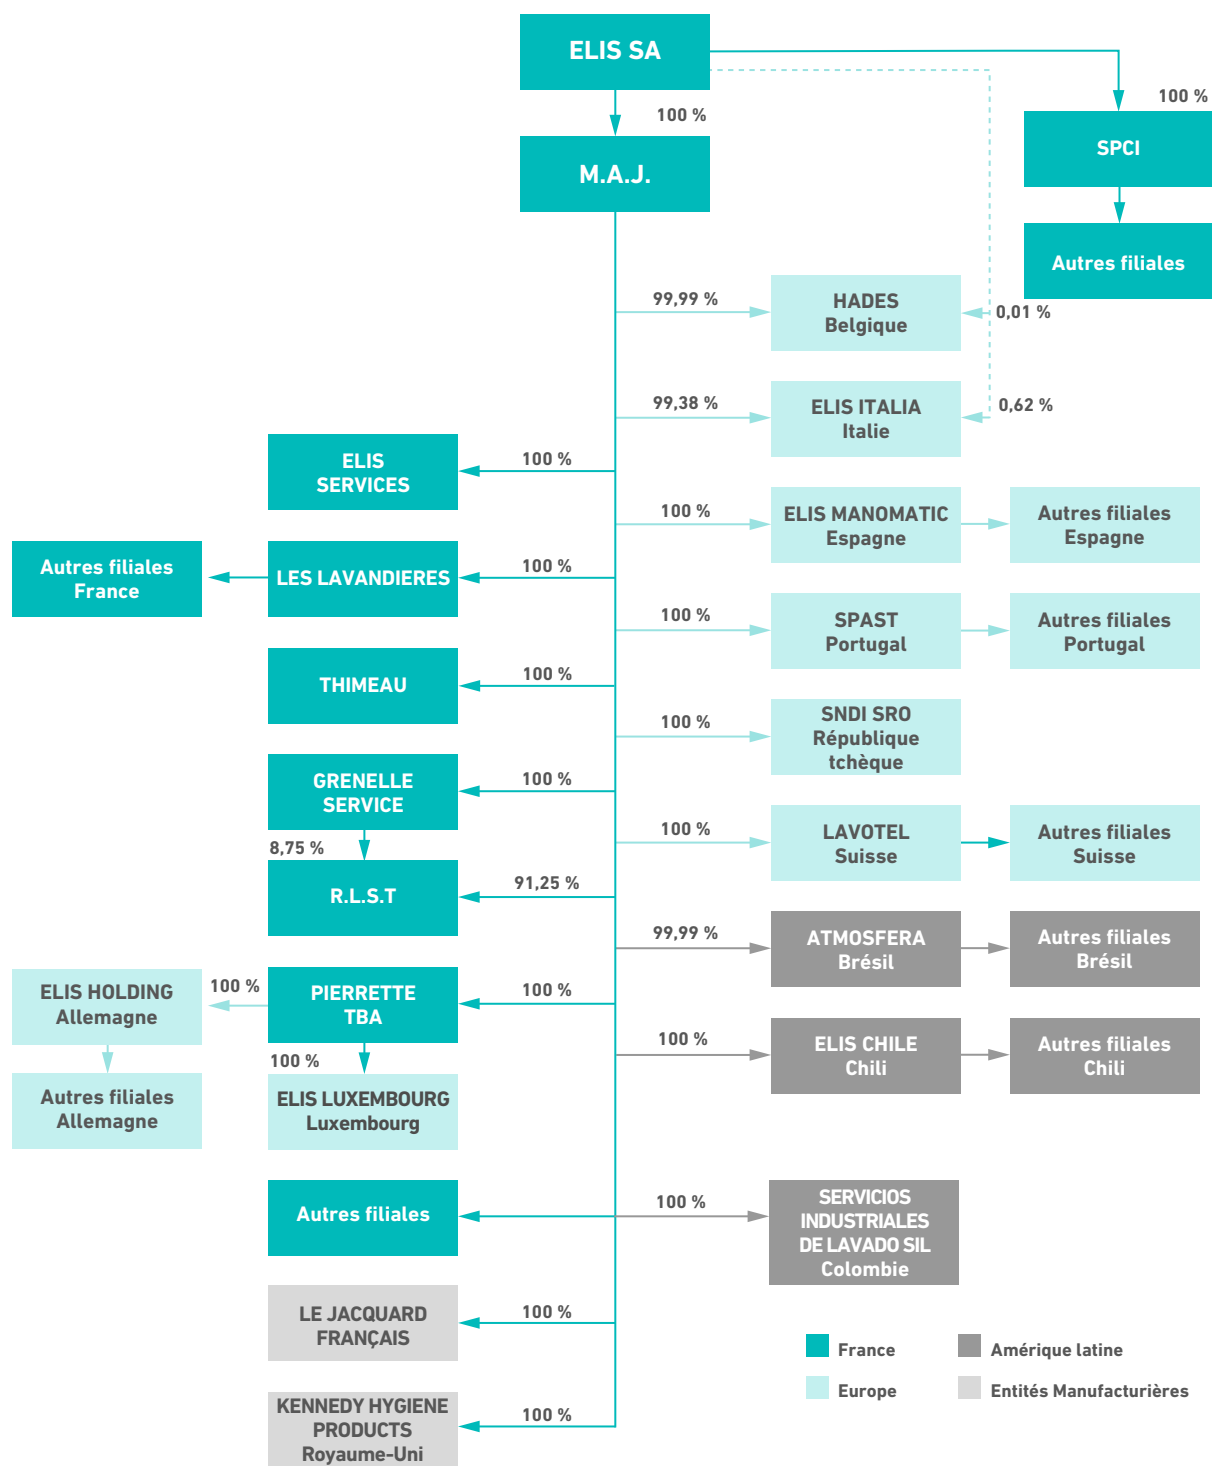 ELIS SA
100 %
100 %
M.A.J.
SPCI
Autres filiales
99,99 %
HADES
Belgique
0,01 %
99,38 %
ELIS ITALIA
Italie
0,62 %
ELIS
SERVICES
100 %
100 %
ELIS MANOMATIC
Espagne
Autres filiales
Espagne
Autres filiales
France
LES LAVANDIERES
100 %
100 %
SPAST
Portugal
Autres filiales
Portugal
THIMEAU
100 %
100 %
SNDI SRO
République
tchèque
GRENELLE
SERVICE
100 %
100 %
LAVOTEL
Suisse
Autres filiales
Suisse
8,75 %
R.L.S.T
91,25 %
99,99 %
ATMOSFERA
Brésil
Autres filiales
Brésil
ELIS HOLDING
Allemagne
100 %
PIERRETTE
TBA
100 %
100 %
ELIS CHILE
Chili
Autres filiales
Chili
100 %
Autres filiales
Allemagne
ELIS LUXEMBOURG
Luxembourg
Autres filiales
100 %
SERVICIOS
INDUSTRIALES
DE LAVADO SIL
Colombie
LE JACQUARD
FRANÇAIS
100 %
KENNEDY HYGIENE
PRODUCTS
Royaume-Uni
100 %
France
Amérique latine
Europe
Entités Manufacturières